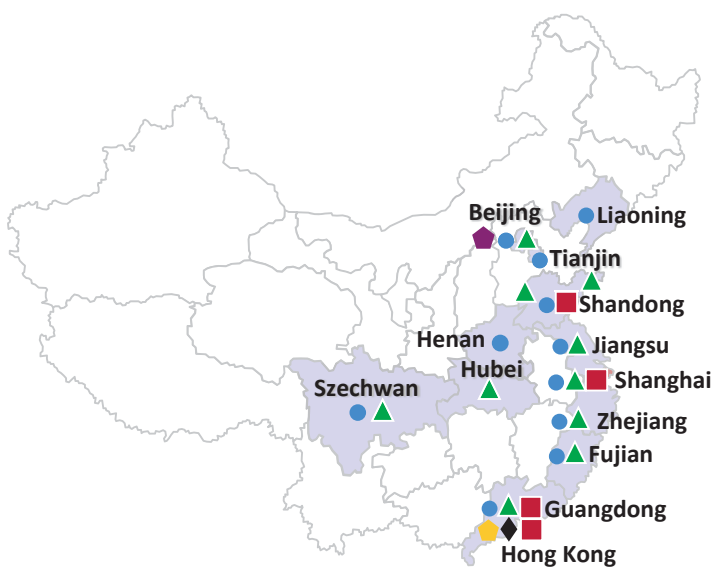 Beijing
Liaoning
Tianjin
Shandong
Henan
Jiangsu
Hubei
Shanghai
Szechwan
Zhejiang
Fujian
Guangdong
Hong Kong